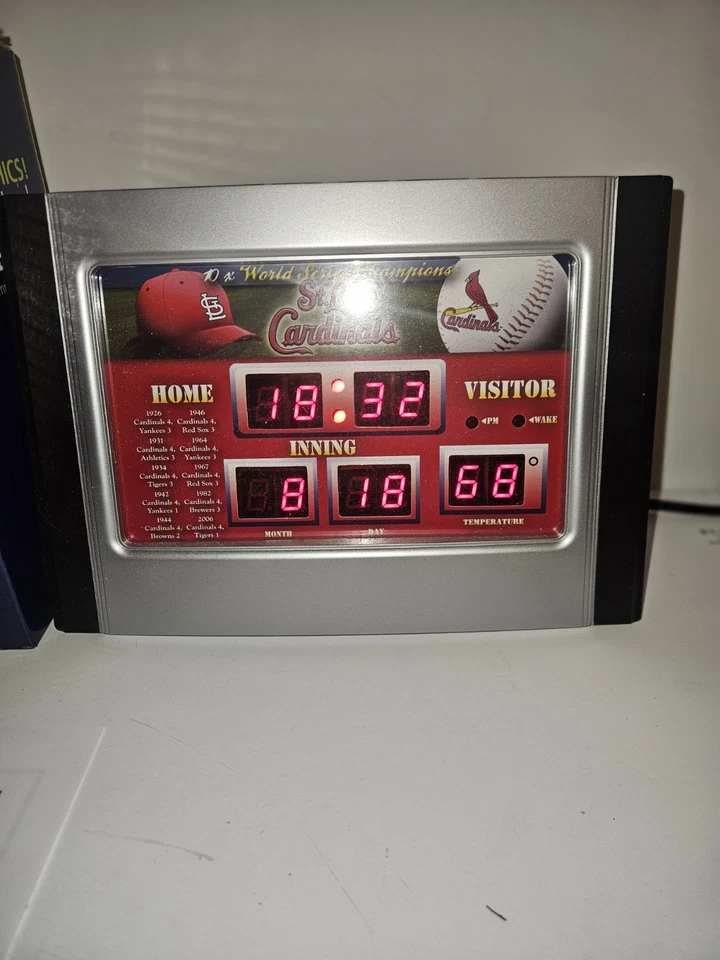 HICS!
10 x World Series Champions
St. Louis
Cardinals
Cardinals
HOME
VISITOR
18:32
PM
WAKE
1926
Cardinals 4,
Yankees 3
1931
Cardinals 4,
Athletics 3
1934
Cardinals 4,
Tigers 3
1942
Cardinals 4,
Yankees 1
1944
Cardinals 4,
Browns 2
1946
Cardinals 4,
Red Sox 3
1964
Cardinals 4,
Yankees 3
1967
Cardinals 4,
Red Sox 3
1982
Cardinals 4,
Brewers 3
2006
Cardinals 4,
Tigers 1
INNING
8
18
68°
MONTH
DAY
TEMPERATURE